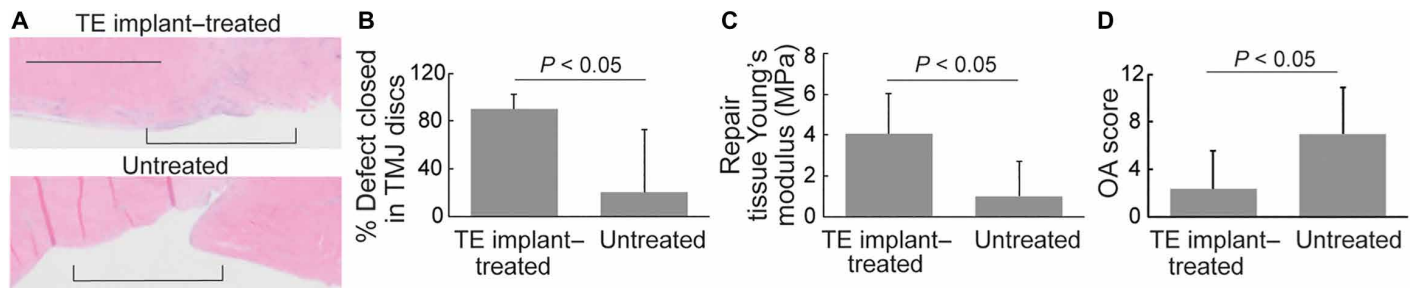 A
TE implant–treated
Untreated
B
% Defect closed
in TMJ discs
120
80
40
0
P < 0.05
TE implant–
treated
Untreated
C
Repair
tissue Young's
modulus (MPa)
8
6
4
2
0
P < 0.05
TE implant–
treated
Untreated
D
OA score
12
8
4
0
P < 0.05
TE implant–
treated
Untreated